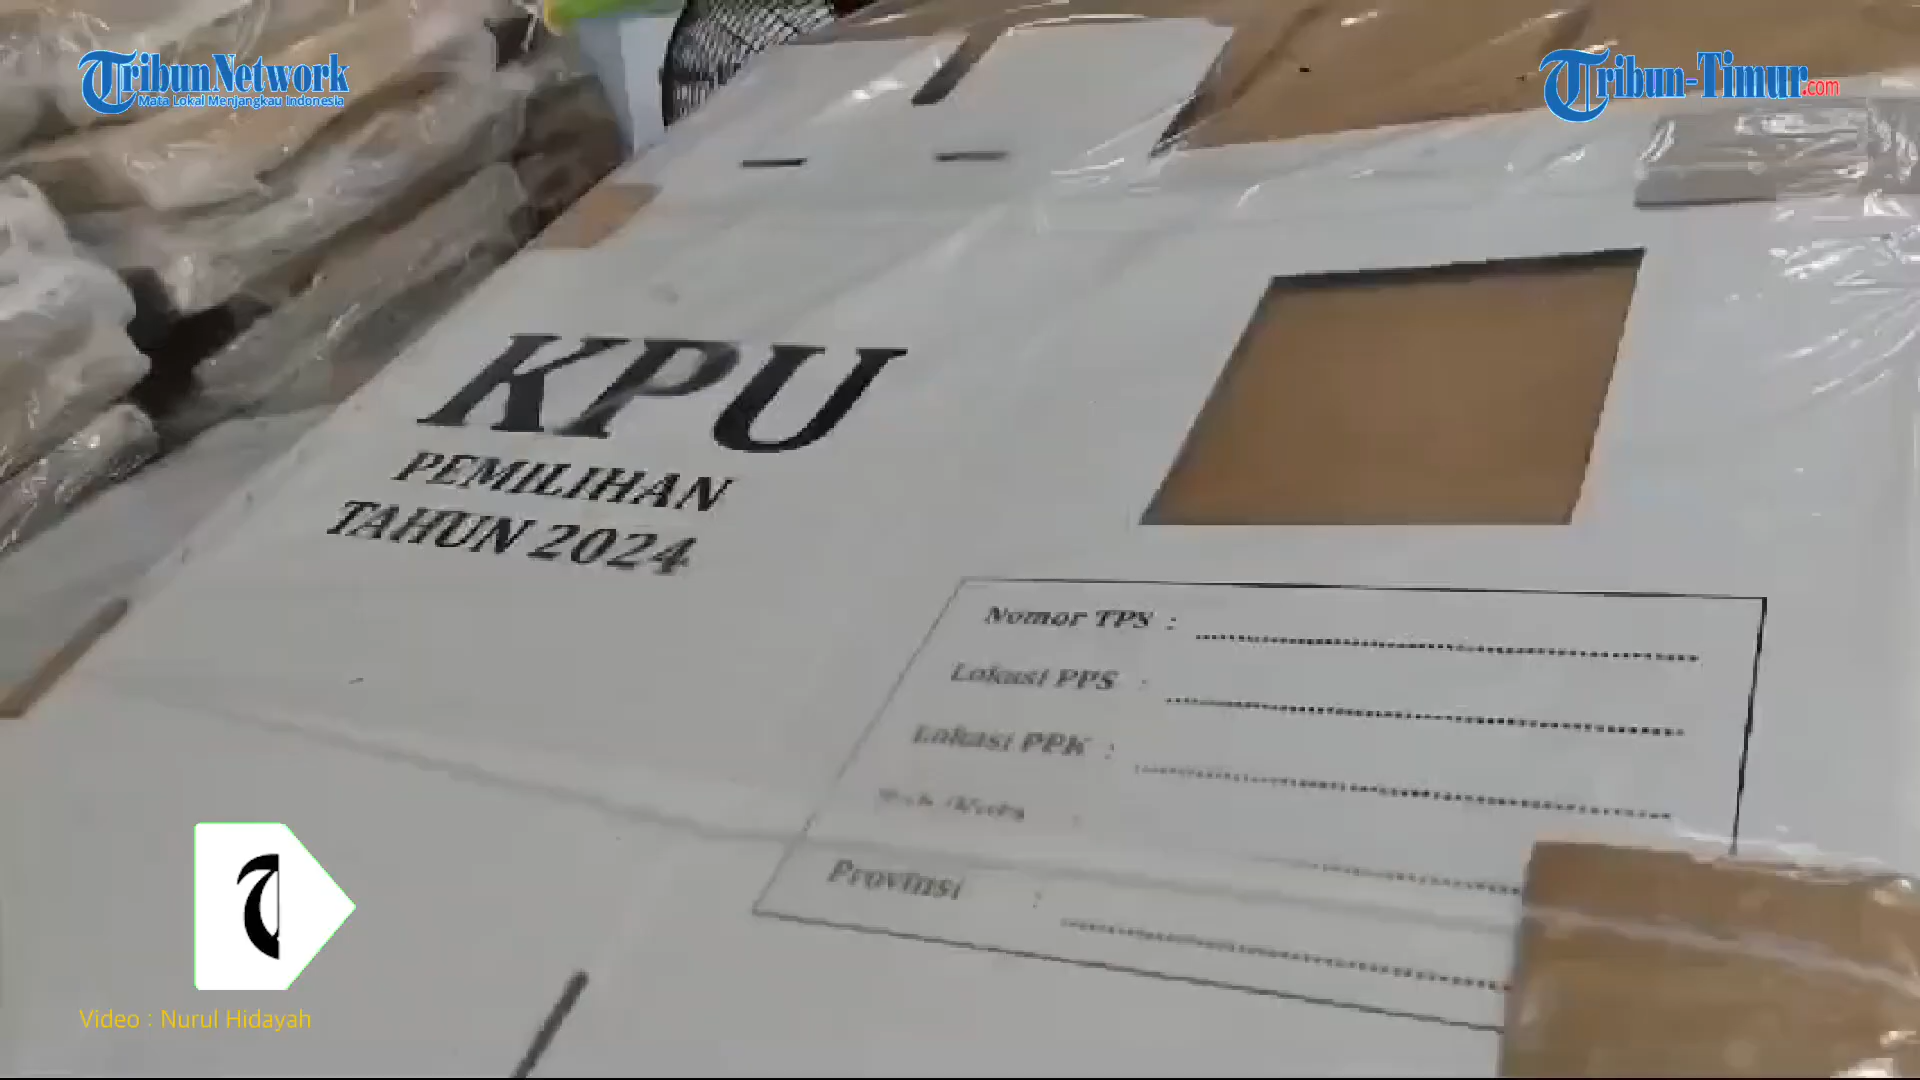 TribunNetwork
Mata Lokal Menjangkau Indonesia
Tribun-Timur.com
KPU
PEMILIHAN
TAHUN 2024
Nomor TPS :
Lokasi PPS :
Lokasi PPK :
Provinsi :
Video : Nurul Hidayah